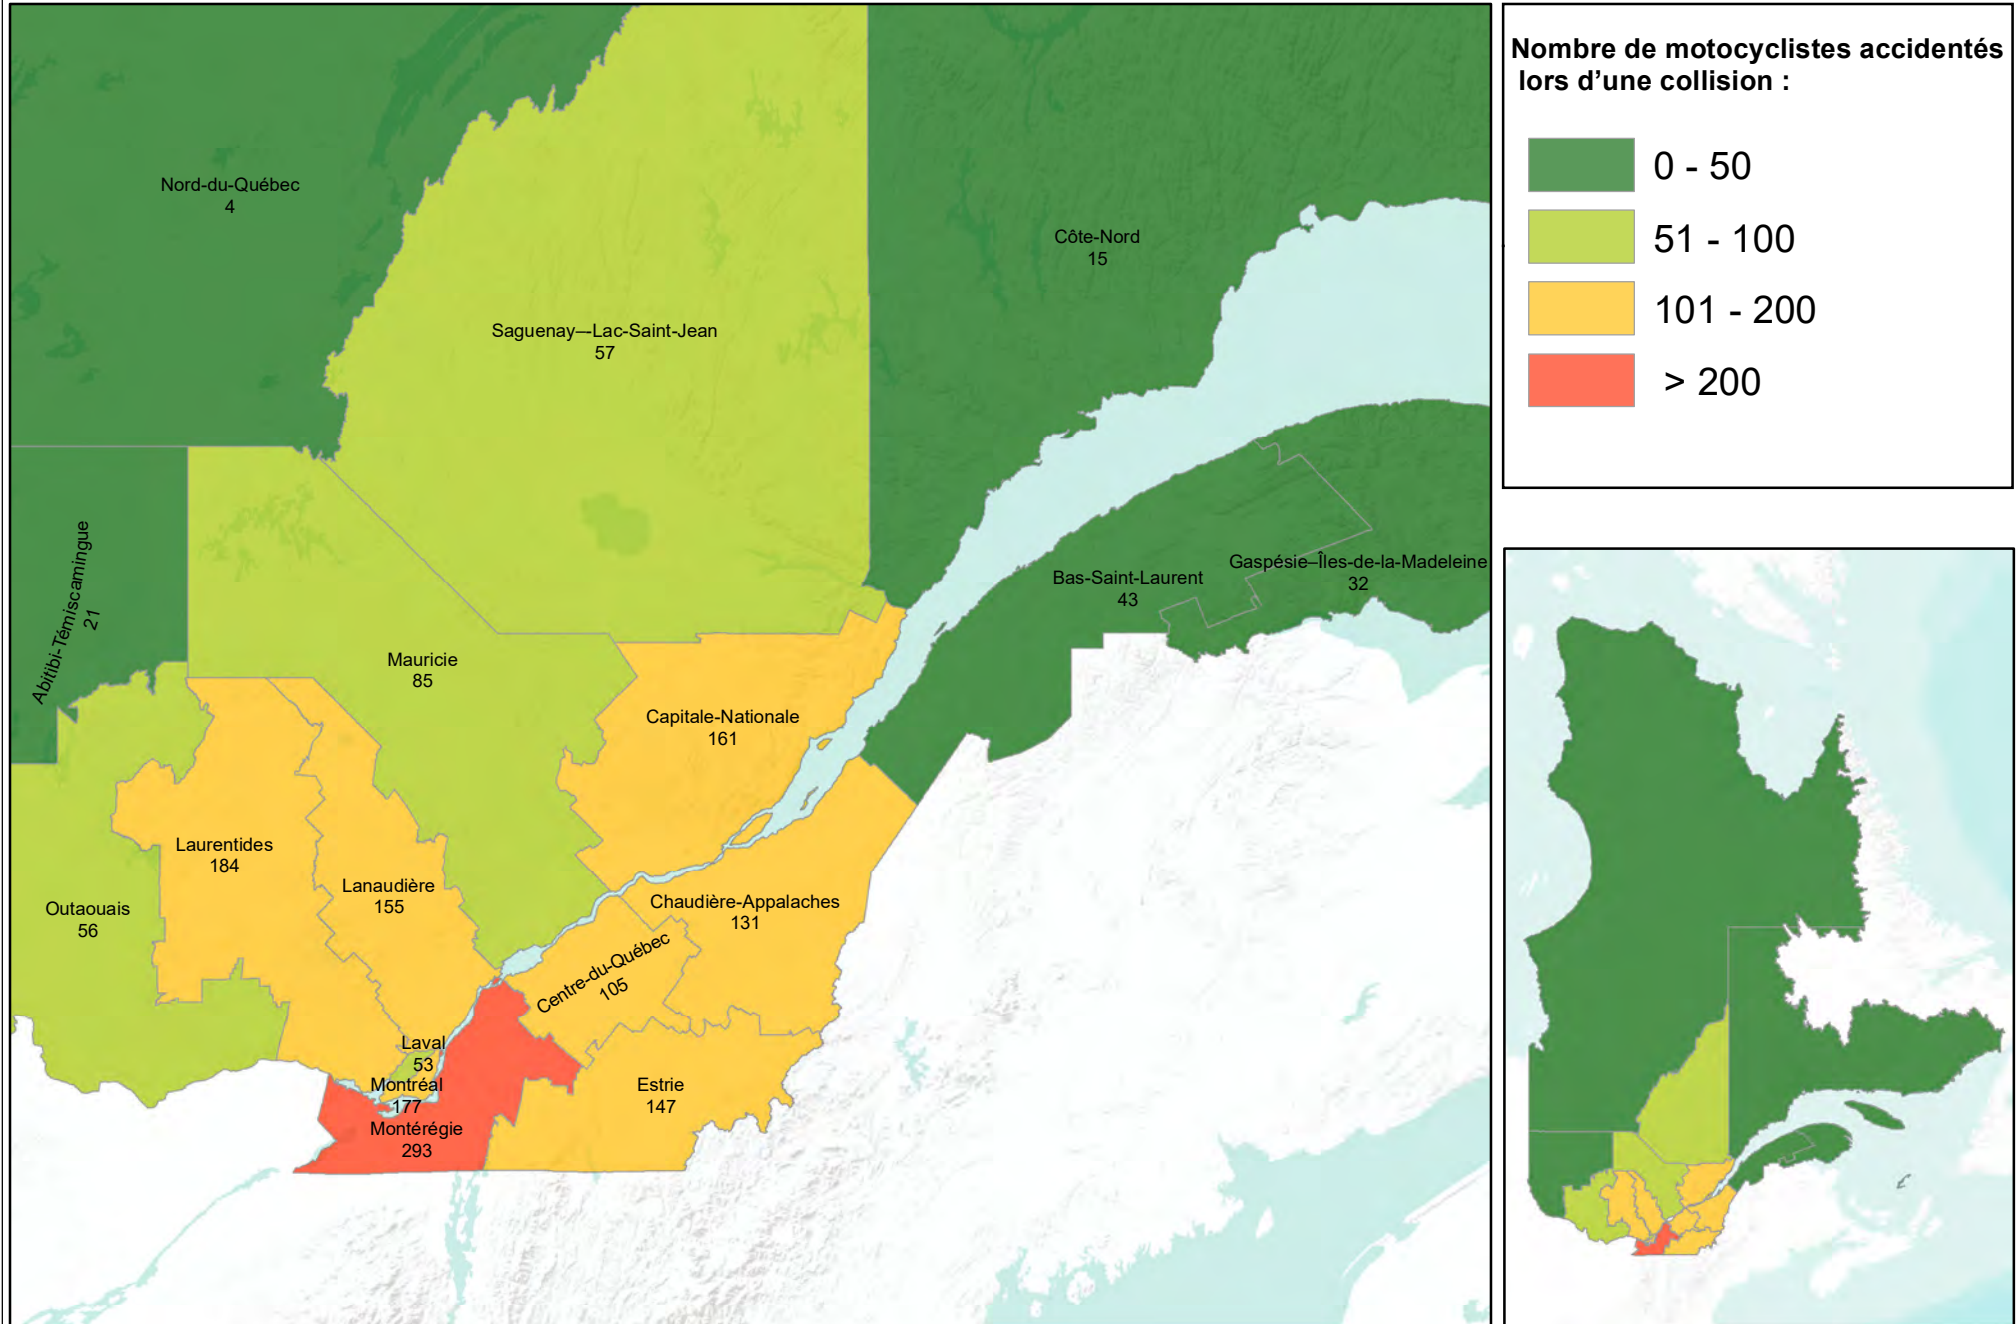 Nord-du-Québec
4
Côte-Nord
15
Saguenay—Lac-Saint-Jean
57
Abitibi-Témiscamingue
21
Bas-Saint-Laurent
43
Gaspésie–Îles-de-la-Madeleine
32
Mauricie
85
Capitale-Nationale
161
Laurentides
184
Lanaudière
155
Outaouais
56
Chaudière-Appalaches
131
Centre-du-Québec
105
Laval
53
Montréal
177
Montérégie
293
Estrie
147
Nombre de motocyclistes accidentés
lors d'une collision :
0 - 50
51 - 100
101 - 200
> 200